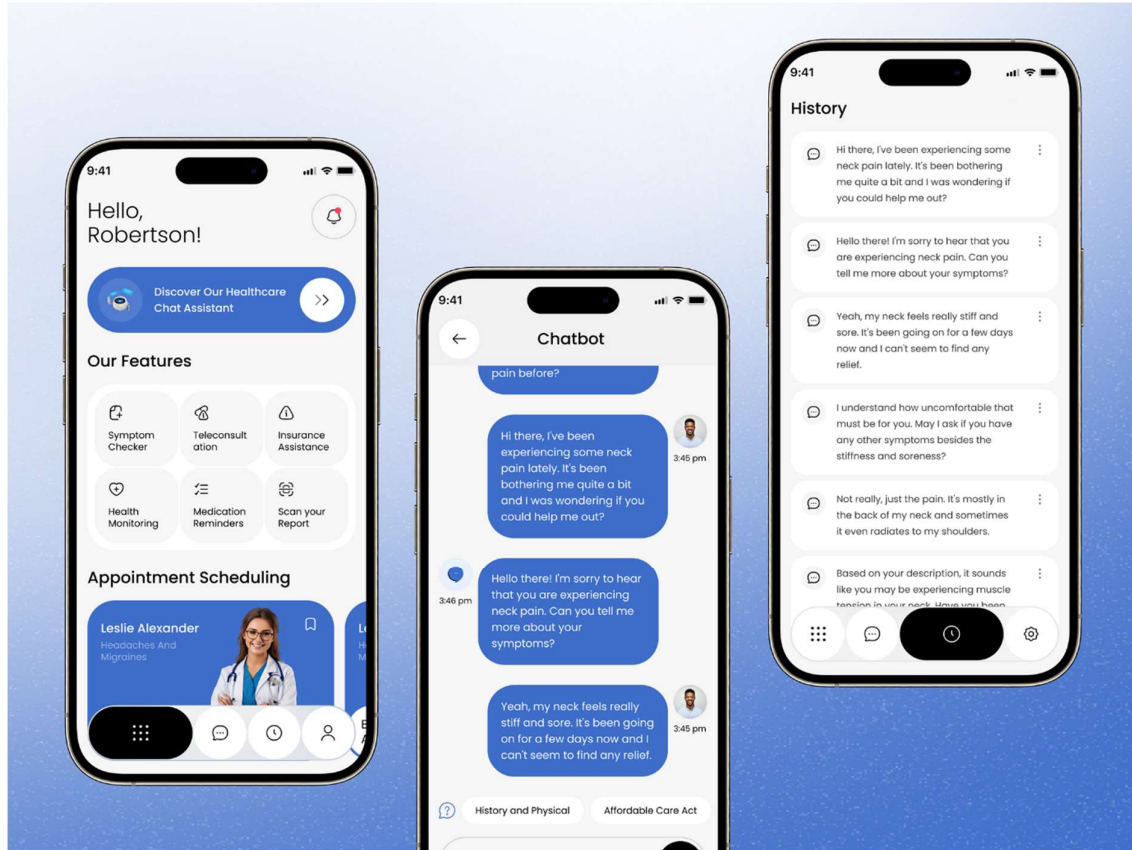 9:41
Hello,
Robertson!
Discover Our Healthcare
Chat Assistant
Our Features
Symptom
Checker
Teleconsult
ation
Insurance
Assistance
Health
Monitoring
Medication
Reminders
Scan your
Report
Appointment Scheduling
Leslie Alexander
Headaches And
Migraines
9:41
Chatbot
pain before?
Hi there, I've been
experiencing some neck
pain lately. It's been
bothering me quite a bit
and I was wondering if you
could help me out?
3:45 pm
Hello there! I'm sorry to hear
that you are experiencing
neck pain. Can you tell me
more about your
symptoms?
3:46 pm
Yeah, my neck feels really
stiff and sore. It's been going
on for a few days now and I
can't seem to find any relief.
3:45 pm
History and Physical
Affordable Care Act
9:41
History
Hi there, I've been experiencing some
neck pain lately. It's been bothering
me quite a bit and I was wondering if
you could help me out?
Hello there! I'm sorry to hear that you
are experiencing neck pain. Can you
tell me more about your symptoms?
Yeah, my neck feels really stiff and
sore. It's been going on for a few days
now and I can't seem to find any
relief.
I understand how uncomfortable that
must be for you. May I ask if you have
any other symptoms besides the
stiffness and soreness?
Not really, just the pain. It's mostly in
the back of my neck and sometimes
it even radiates to my shoulders.
Based on your description, it sounds
like you may be experiencing muscle
tension in your neck. Have you been